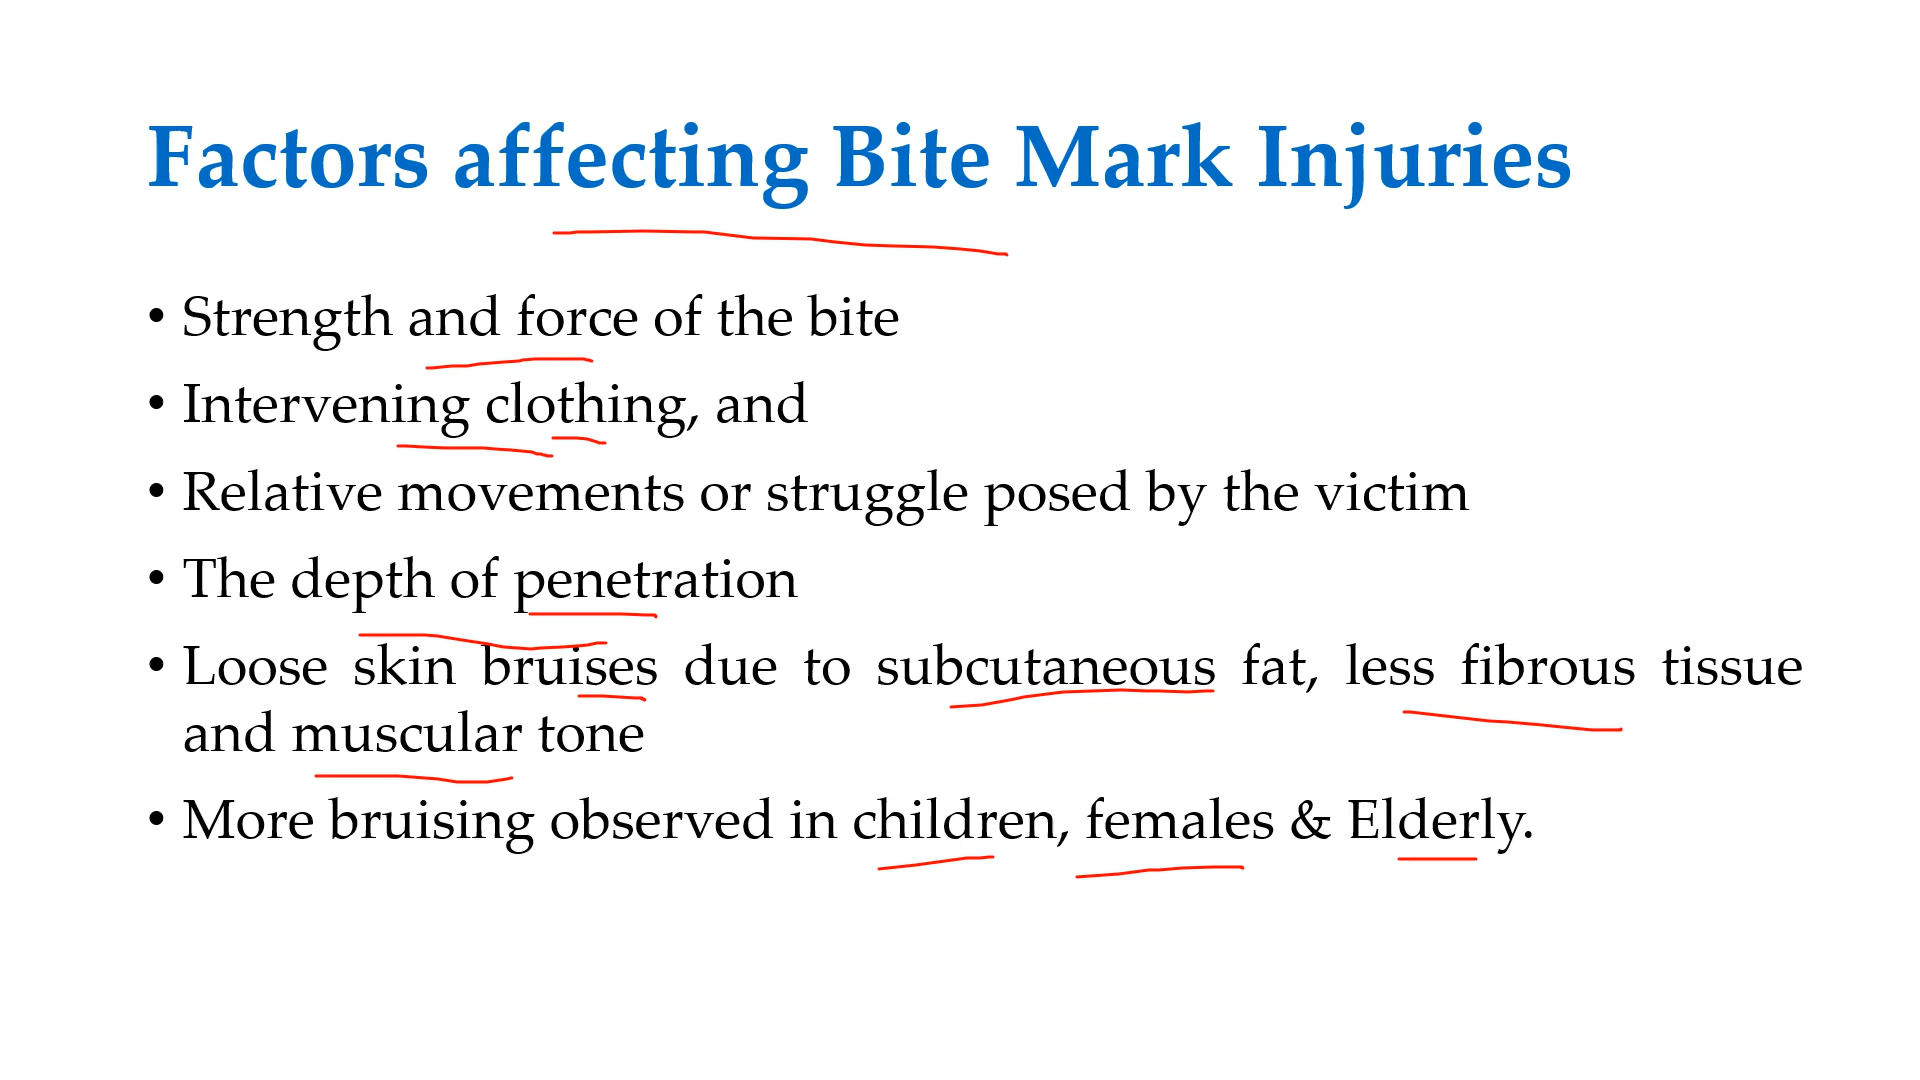 Factors affecting Bite Mark Injuries
• Strength and force of the bite
• Intervening clothing, and
• Relative movements or struggle posed by the victim
• The depth of penetration
• Loose skin bruises due to subcutaneous fat, less fibrous tissue
and muscular tone
• More bruising observed in children, females & Elderly.